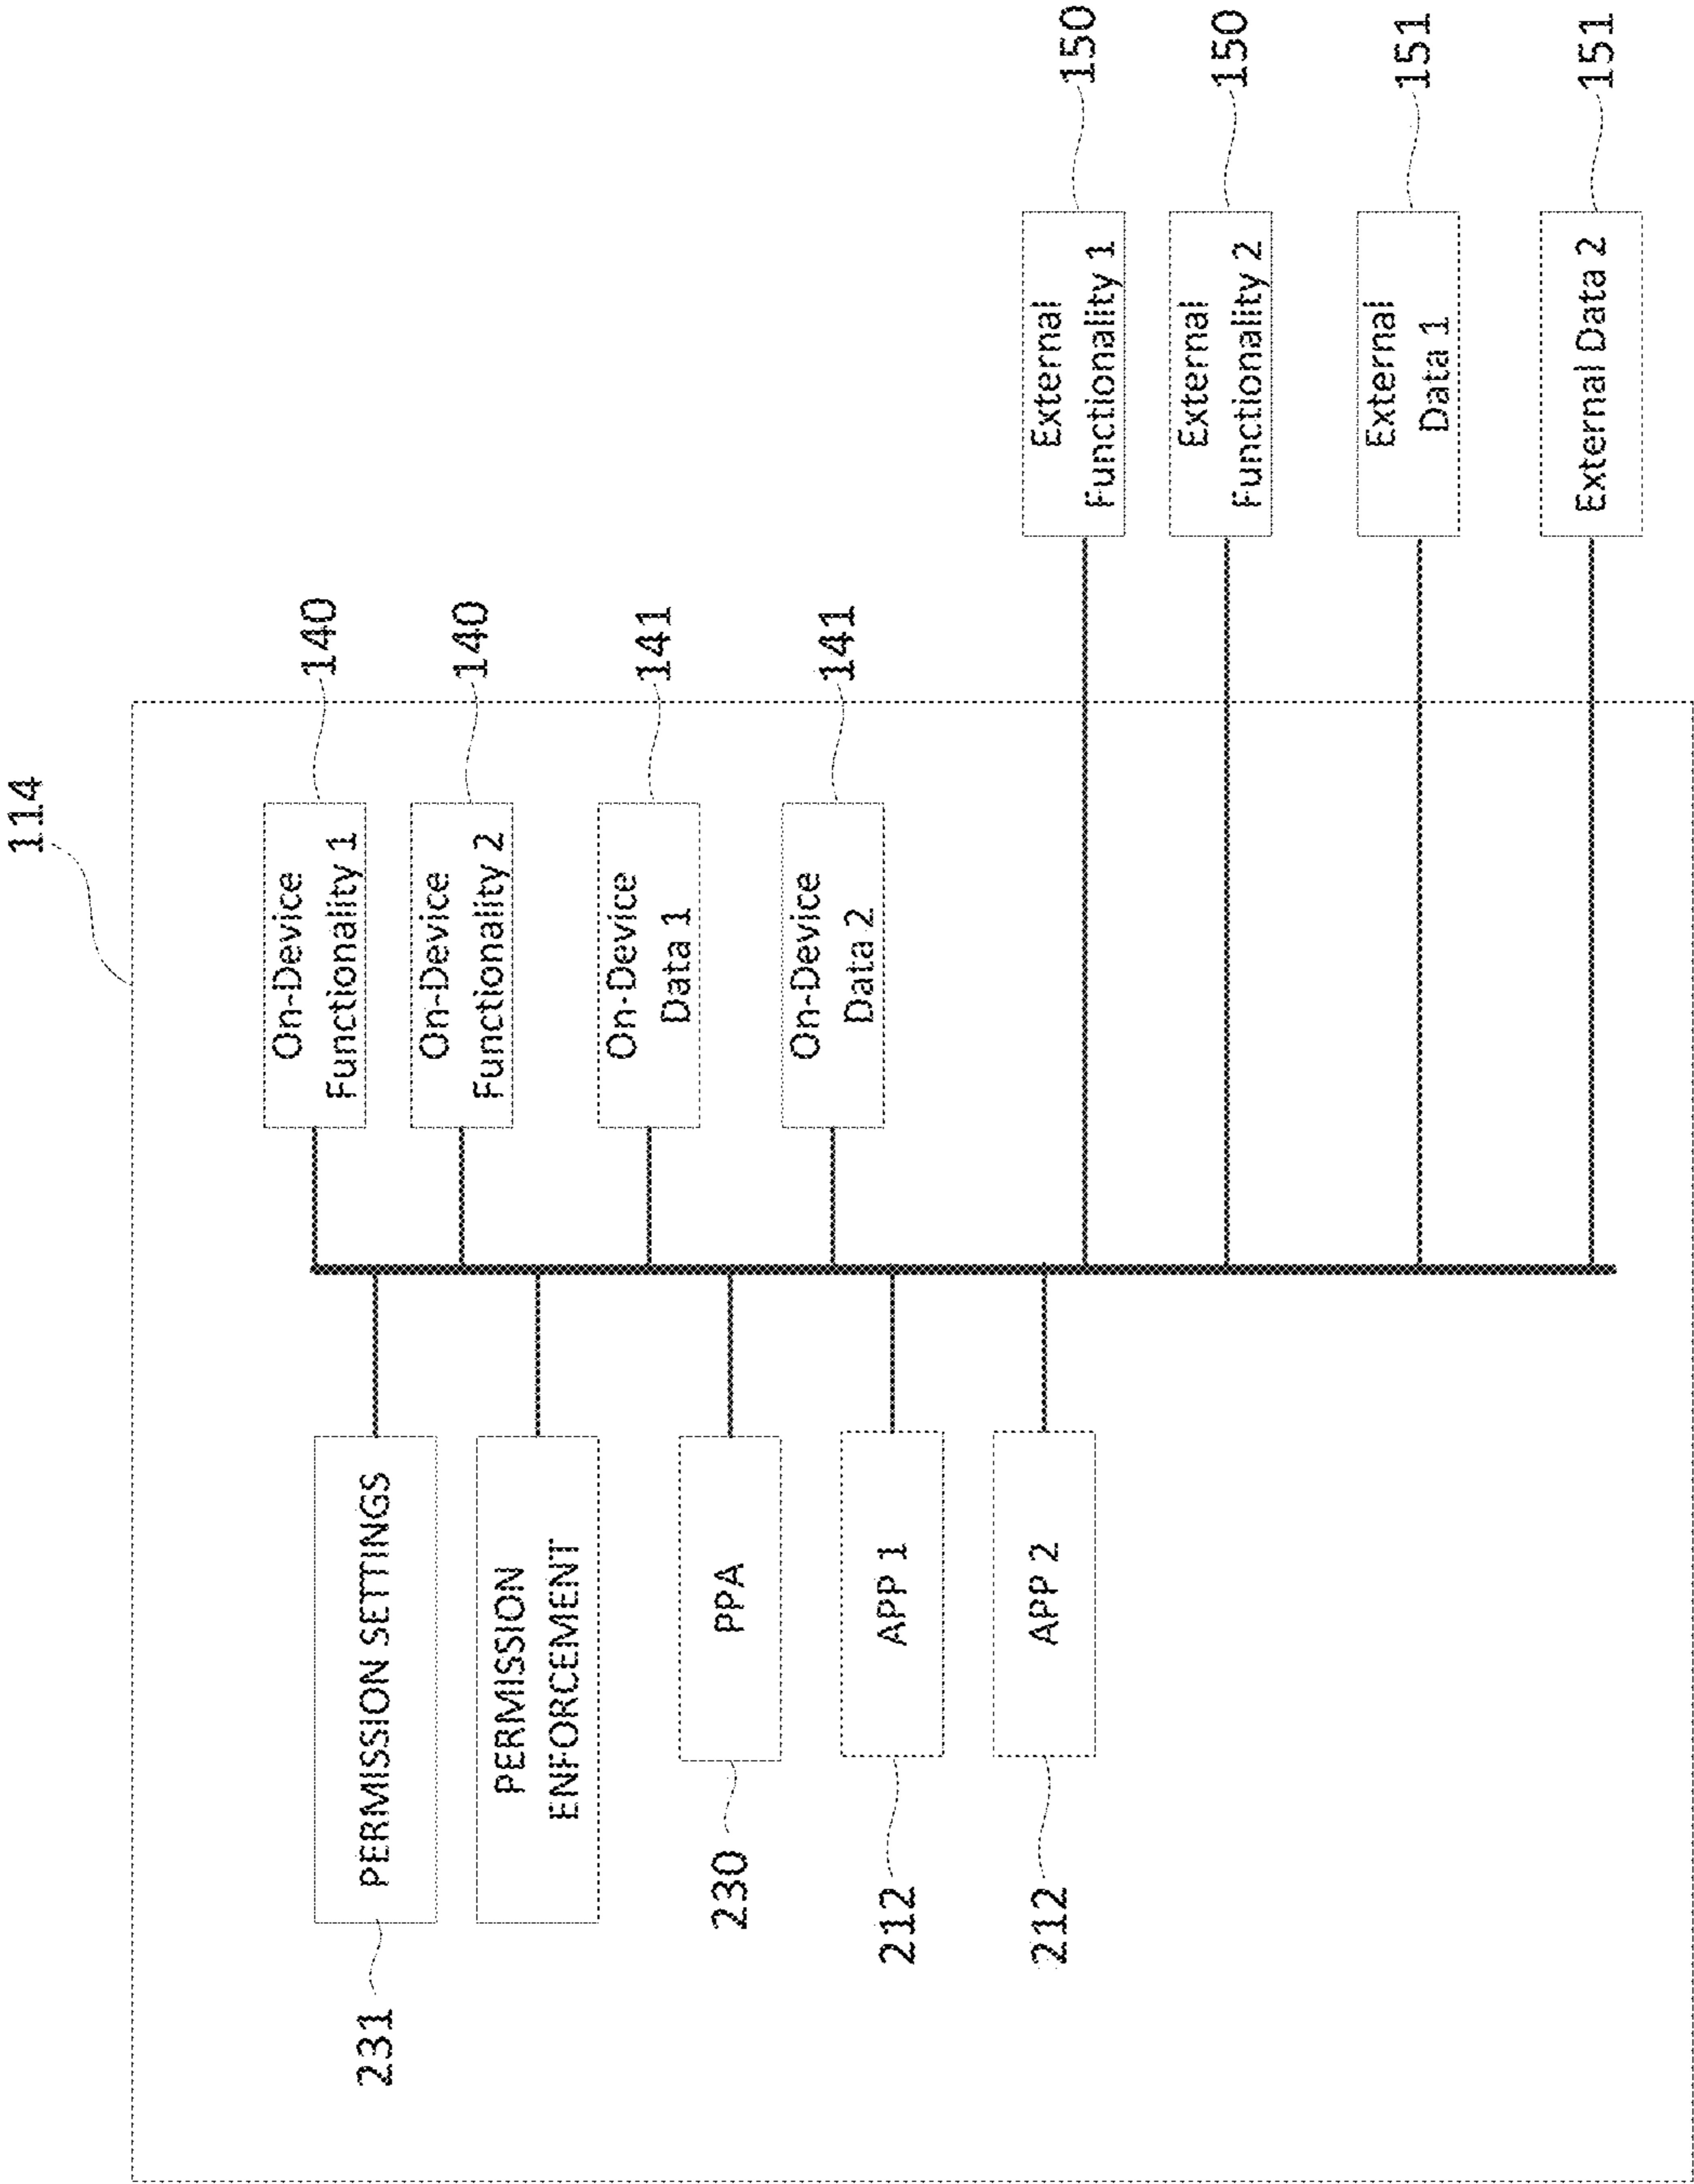 114
231
PERMISSION SETTINGS
PERMISSION
ENFORCEMENT
230
PPA
212
APP 1
212
APP 2
On-Device
Functionality 1
140
On-Device
Functionality 2
140
On-Device
Data 1
141
On-Device
Data 2
141
External
Functionality 1
150
External
Functionality 2
150
External
Data 1
151
External Data 2
151